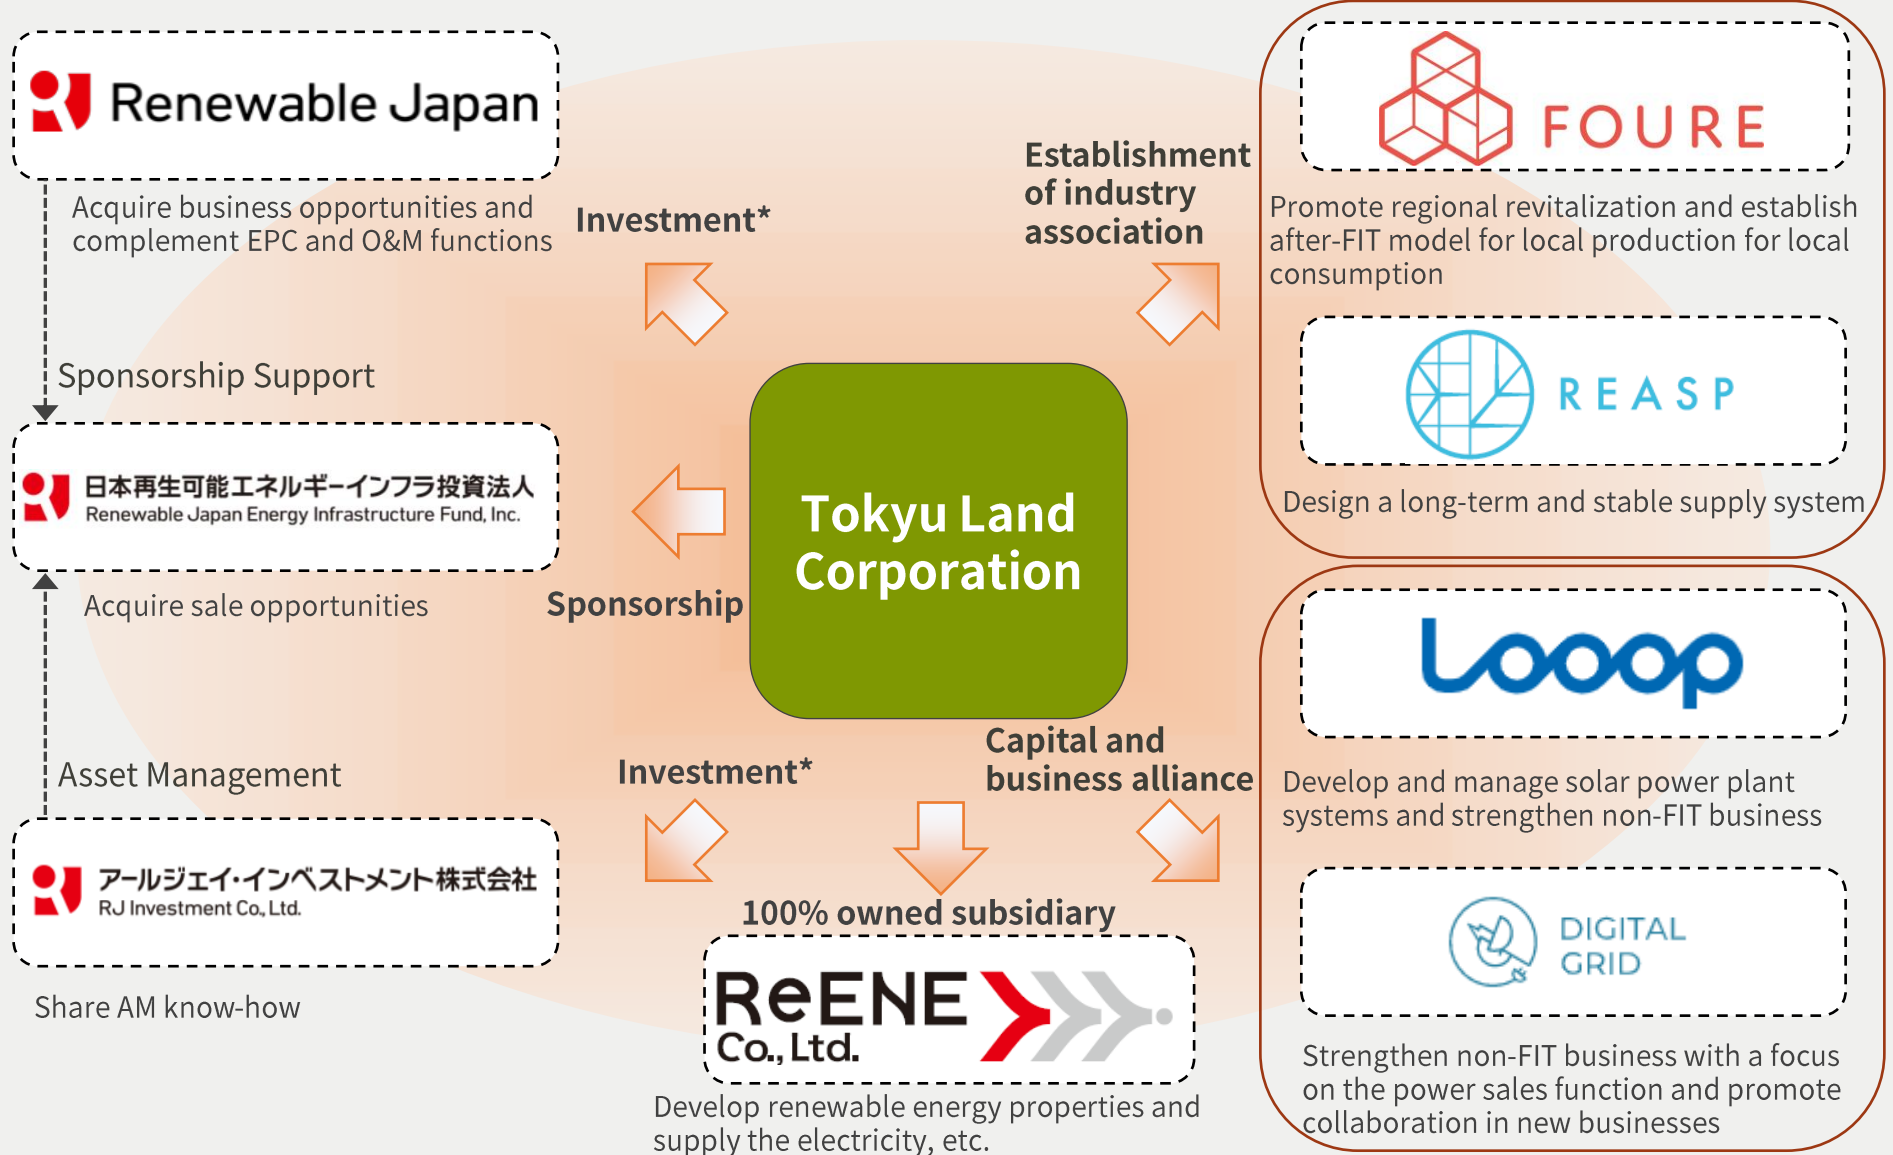 Renewable Japan
Acquire business opportunities and
complement EPC and O&M functions
Sponsorship Support
日本再生可能エネルギーインフラ投資法人
Renewable Japan Energy Infrastructure Fund, Inc.
Acquire sale opportunities
Asset Management
アールジェイ・インベストメント株式会社
RJ Investment Co., Ltd.
Share AM know-how
Investment*
Sponsorship
Investment*
Tokyu Land
Corporation
Establishment
of industry
association
Capital and
business alliance
100% owned subsidiary
ReENE
Co., Ltd.
Develop renewable energy properties and
supply the electricity, etc.
FOURE
Promote regional revitalization and establish
after-FIT model for local production for local
consumption
REASP
Design a long-term and stable supply system
Looop
Develop and manage solar power plant
systems and strengthen non-FIT business
DIGITAL
GRID
Strengthen non-FIT business with a focus
on the power sales function and promote
collaboration in new businesses